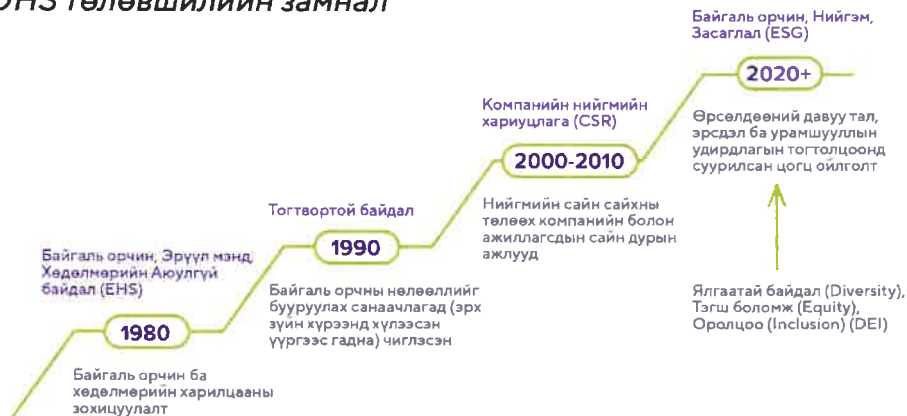 төлөвшилийн замнал
Байгаль орчин, Эрүүл мэнд,
Хөдөлмөрийн Аюулгүй
байдал (EHS)
1980
Байгаль орчин ба
хөдөлмөрийн харилцааны
зохицуулалт
Тогтвортой байдал
1990
Байгаль орчны нөлөөллийг
бууруулах санаачлагад (эрх
зүйн хүрээнд хүлээсэн
үүргээс гадна) чиглэсэн
Компанийн нийгмийн
хариуцлага (CSR)
2000-2010
Нийгмийн сайн сайхны
төлөөх компанийн болон
ажиллагсдын сайн дурын
ажлууд
Байгаль орчин, Нийгэм,
Засаглал (ESG)
2020+
Өрсөлдөөний давуу тал,
эрсдэл ба урамшууллын
удирдлагын тогтолцоонд
суурилсан цогц ойлголт
Ялгаатай байдал (Diversity),
Тэгш боломж (Equity),
Оролцоо (Inclusion) (DEI)